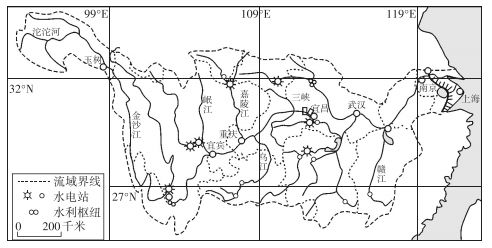 99°E
109°E
119°E
沱沱河
玉树
32°N
金沙江
岷江
嘉陵江
三峡
宜昌
武汉
南京
上海
重庆
宜宾
乌江
赣江
27°N
流域界线
水电站
水利枢纽
0 200千米